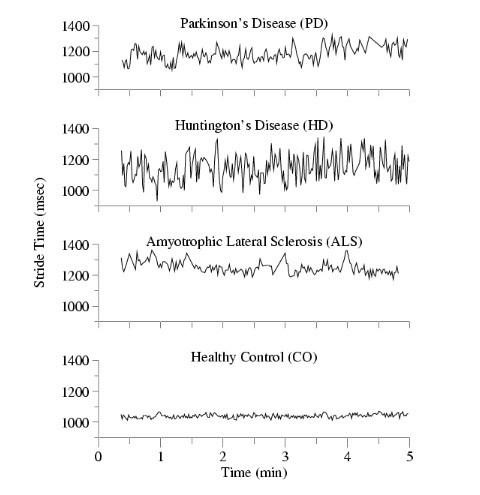 Parkinson's Disease (PD)
1400
1200
1000
Huntington's Disease (HD)
1400
1200
1000
Stride Time (msec)
Amyotrophic Lateral Sclerosis (ALS)
1400
1200
1000
Healthy Control (CO)
1400
1200
1000
0 1 2 3 4 5
Time (min)